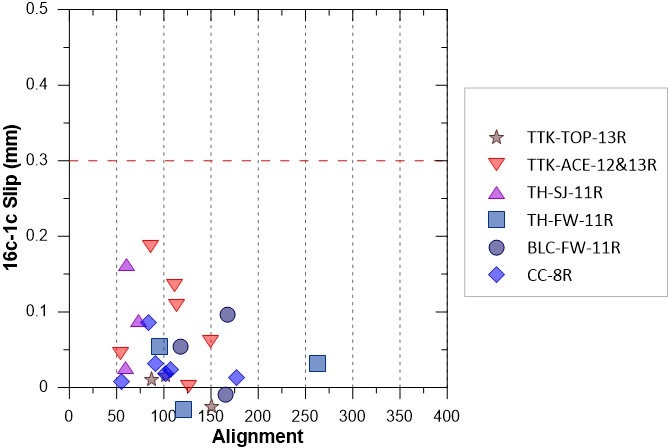 0.5
0.4
0.3
0.2
0.1
0
16c-1c Slip (mm)
0 50 100 150 200 250 300 350 400
Alignment
TTK-TOP-13R
TTK-ACE-12&13R
TH-SJ-11R
TH-FW-11R
BLC-FW-11R
CC-8R